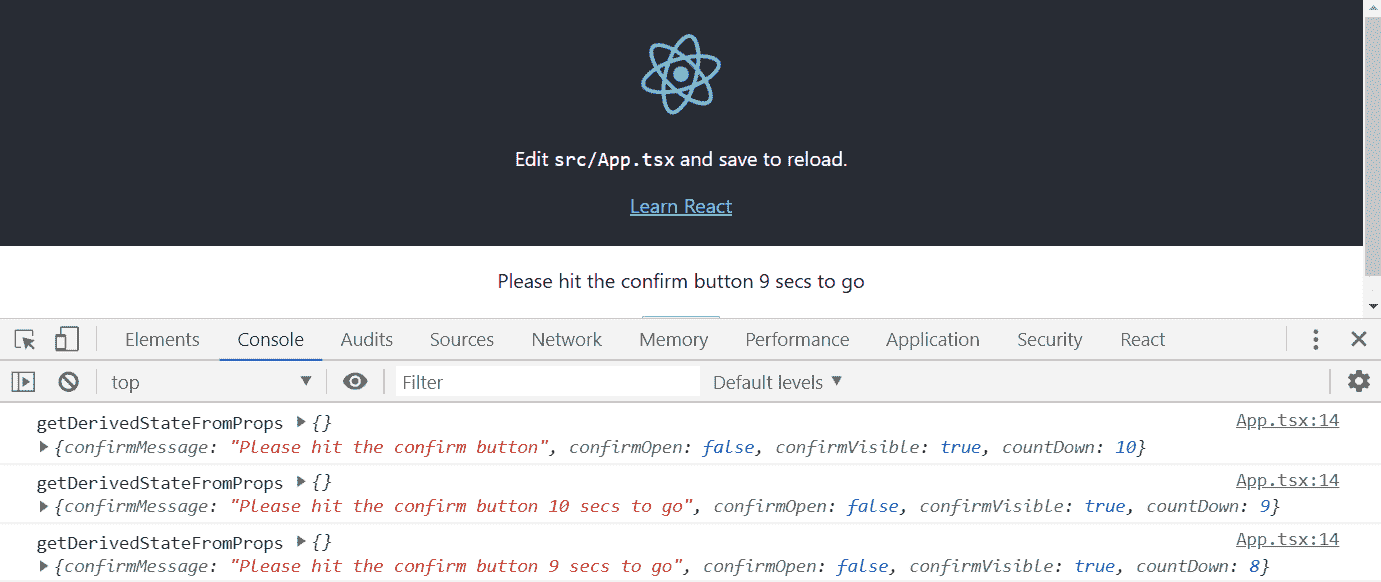 Edit src/App.tsx and save to reload.
Learn React
Please hit the confirm button 9 secs to go
Elements Console Audits Sources Network Memory Performance Application Security React
top Filter Default levels
getDerivedStateFromProps {} App.tsx:14
{confirmMessage: "Please hit the confirm button", confirmOpen: false, confirmVisible: true, countDown: 10}
getDerivedStateFromProps {} App.tsx:14
{confirmMessage: "Please hit the confirm button 10 secs to go", confirmOpen: false, confirmVisible: true, countDown: 9}
getDerivedStateFromProps {} App.tsx:14
{confirmMessage: "Please hit the confirm button 9 secs to go", confirmOpen: false, confirmVisible: true, countDown: 8}